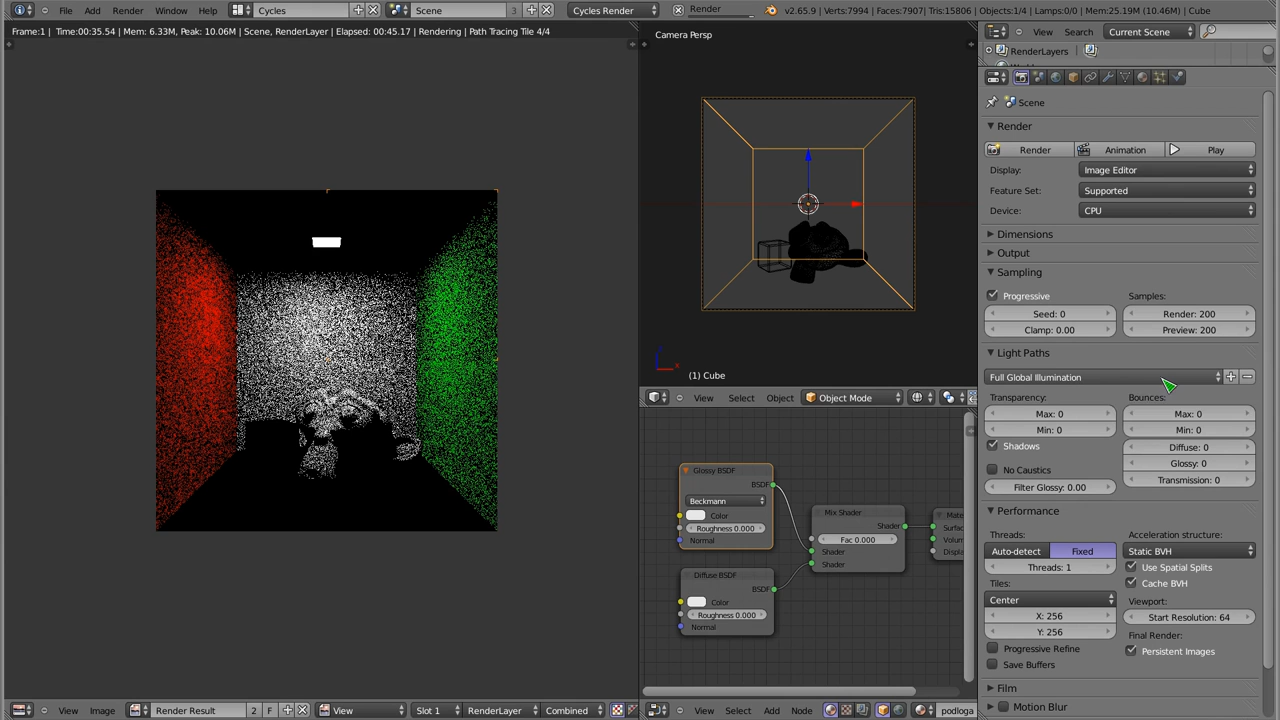 File Add Render Window Help Cycles Scene 3 Cycles Render Render v2.65.9 | Verts:7994 | Faces:7907 | Tris:15806 | Objects:1/4 | Lamps:0/0 | Mem:25.19M (10.46M) | Cube
Frame:1 | Time:00:35.54 | Mem: 6.33M, Peak: 10.06M | Scene, RenderLayer | Elapsed: 00:45.17 | Rendering | Path Tracing Tile 4/4
Camera Persp
(1) Cube
View Select Object Object Mode
Glossy BSDF
BSDF
Beckmann
Color
Roughness 0.000
Normal
Diffuse BSDF
BSDF
Color
Roughness 0.000
Normal
Mix Shader
Shader
Fac 0.000
Shader
Shader
Mate
Surfac
Volum
Displa
View Search Current Scene
RenderLayers
Scene
Render
Render Animation Play
Display: Image Editor
Feature Set: Supported
Device: CPU
Dimensions
Output
Sampling
Progressive Samples:
Seed: 0 Render: 200
Clamp: 0.00 Preview: 200
Light Paths
Full Global Illumination
Transparency: Bounces:
Max: 0 Max: 0
Min: 0 Min: 0
Shadows Diffuse: 0
No Caustics Glossy: 0
Filter Glossy: 0.00 Transmission: 0
Performance
Threads: Acceleration structure:
Auto-detect Fixed Static BVH
Threads: 1 Use Spatial Splits
Tiles: Cache BVH
Center Viewport:
X: 256 Start Resolution: 64
Y: 256 Final Render:
Progressive Refine Persistent Images
Save Buffers
Film
Motion Blur
View Image Render Result 2 F View Slot 1 RenderLayer Combined
View Select Add Node podloga